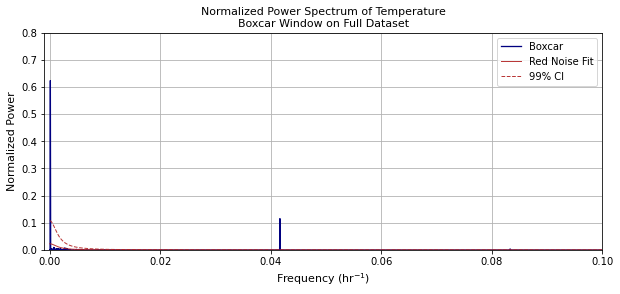 Normalized Power Spectrum of Temperature
Boxcar Window on Full Dataset
Normalized Power
0.8
0.7
0.6
0.5
0.4
0.3
0.2
0.1
0.0
Boxcar
Red Noise Fit
99% CI
0.00 0.02 0.04 0.06 0.08 0.10
Frequency (hr⁻¹)